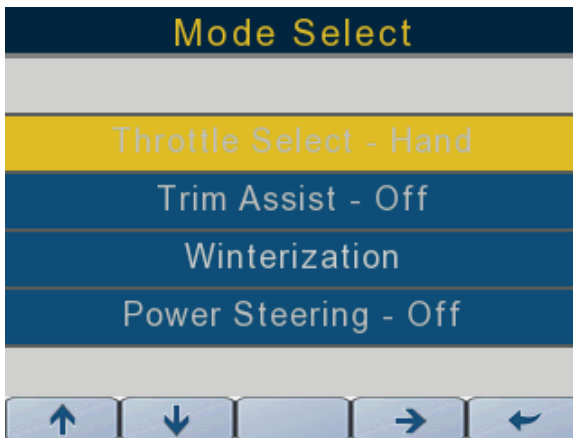 Mode Select
Throttle Select - Hand
Trim Assist - Off
Winterization
Power Steering - Off